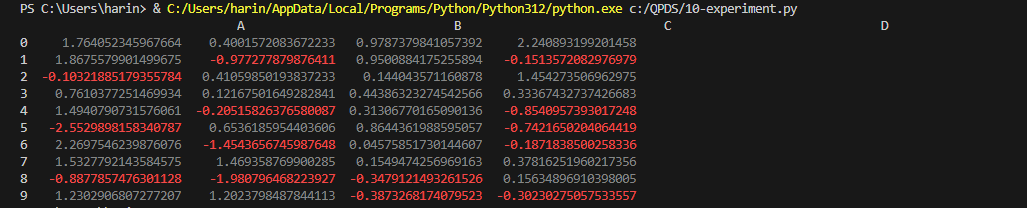 PS C:\Users\harin> & C:/Users/harin/AppData/Local/Programs/Python/Python312/python.exe c:/QPDS/10-experiment.py
A B C D
0 1.764052345967664 0.4001572083672233 0.9787379841057392 2.240893199201458
1 1.8675579901499675 -0.977277879876411 0.9500884175255894 -0.1513572082976979
2 -0.10321885179355784 0.41059850193837233 0.144043571160878 1.454273506962975
3 0.7610377251469934 0.12167501649282841 0.44386323274542566 0.33367432737426683
4 1.4940790731576061 -0.20515826376580087 0.31306770165090136 -0.8540957393017248
5 -2.5529898158340787 0.6536185954403606 0.8644361988595057 -0.7421650204064419
6 2.2697546239876076 -1.4543656745987648 0.04575851730144607 -0.1871838500258336
7 1.5327792143584575 1.469358769900285 0.1549474256969163 0.37816251960217356
8 -0.8877857476301128 -1.980796468223927 -0.3479121493261526 0.15634896910398005
9 1.2302906807277207 1.2023798487844113 -0.3873268174079523 -0.30230275057533557